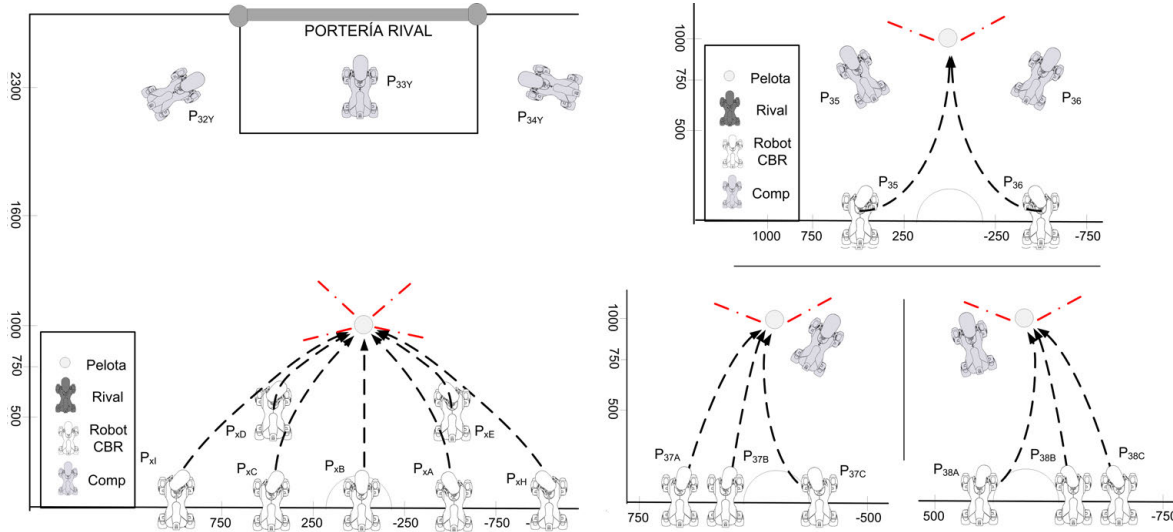 PORTERÍA RIVAL
P33Y
P32Y
P34Y
2300
1600
1000
750
500
Pelota
Rival
Robot
CBR
Comp
PxD
PxE
PxI
PxC
PxB
PxA
PxH
750
250
-250
-750
1000
750
500
Pelota
Rival
Robot
CBR
Comp
P35
P36
P35
P36
1000
750
250
-250
-750
1000
750
500
P37A
P37B
P37C
750
-500
P38A
P38B
P38C
500
-750